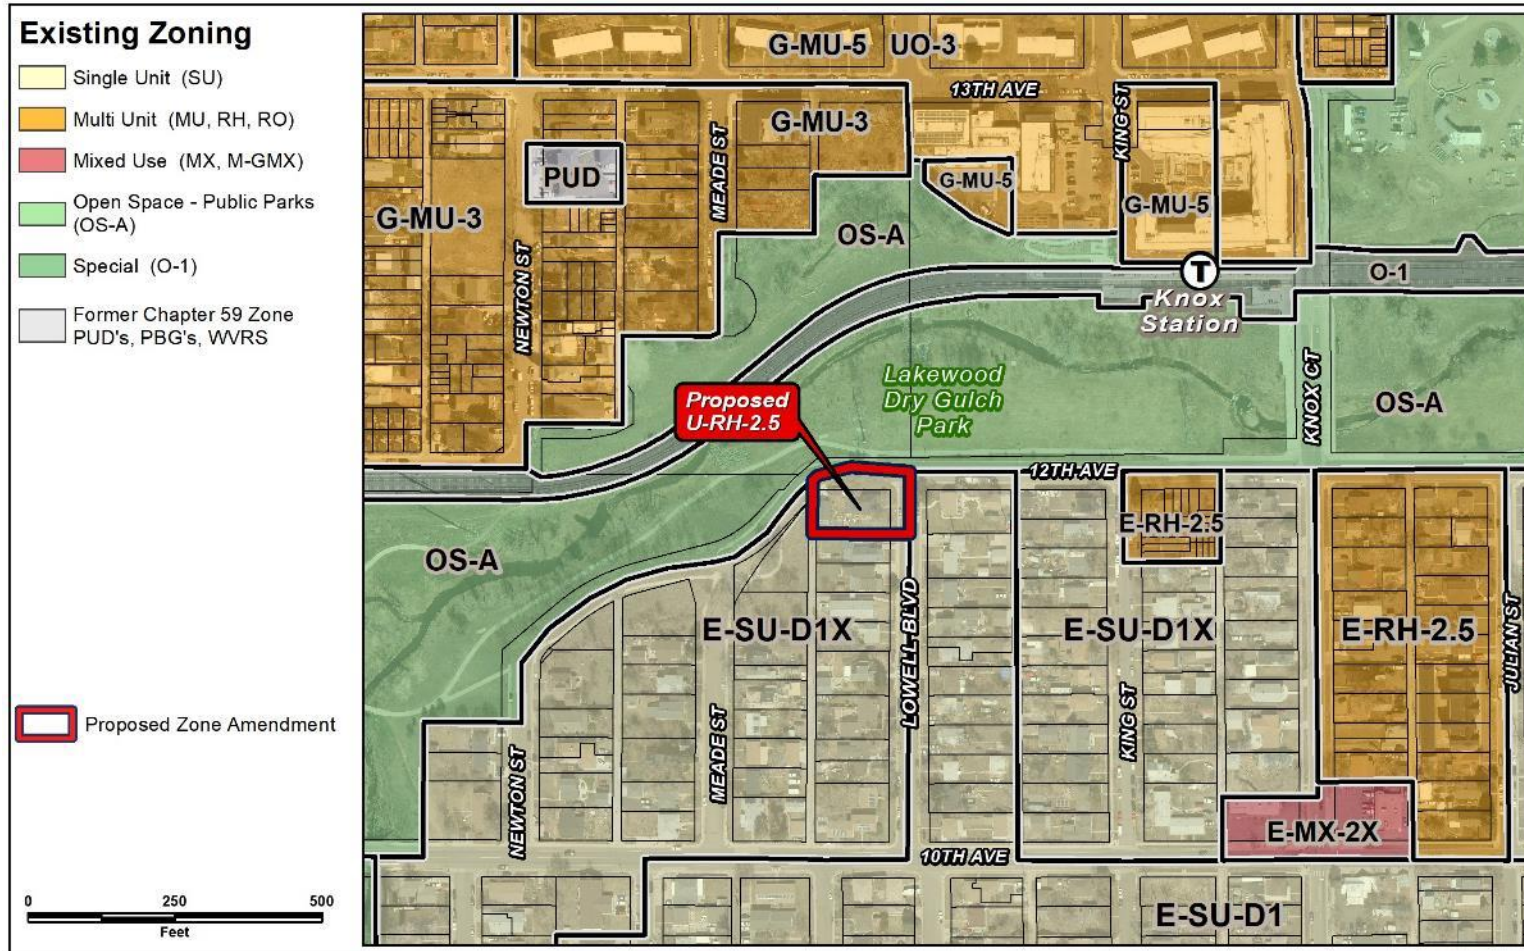 Existing Zoning
Single Unit (SU)
Multi Unit (MU, RH, RO)
Mixed Use (MX, M-GMX)
Open Space - Public Parks
(OS-A)
Special (O-1)
Former Chapter 59 Zone
PUD's, PBG's, WVRS
Proposed Zone Amendment
0 250 500
Feet
G-MU-5 UO-3
13TH AVE
KING ST
G-MU-3
MEADE ST
PUD
G-MU-5
G-MU-5
G-MU-3
OS-A
NEWTON ST
T
O-1
Knox
Station
KNOX CT
Lakewood
Dry Gulch
Park
Proposed
U-RH-2.5
OS-A
12TH AVE
E-RH-2.5
OS-A
E-SU-D1X
LOWELL BLVD
E-SU-D1X
E-RH-2.5
JULIAN ST
NEWTON ST
MEADE ST
KING ST
E-MX-2X
10TH AVE
E-SU-D1